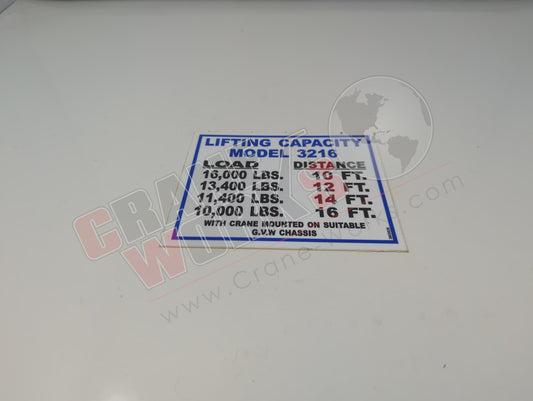 LIFTING CAPACITY
MODEL 3216
LOAD DISTANCE
16,000 LBS. 10 FT.
13,400 LBS. 12 FT.
11,400 LBS. 14 FT.
10,000 LBS. 16 FT.
WITH CRANE MOUNTED ON SUITABLE
G.V.W CHASSIS
CRANE
WORKS
www.Crane-Works.com